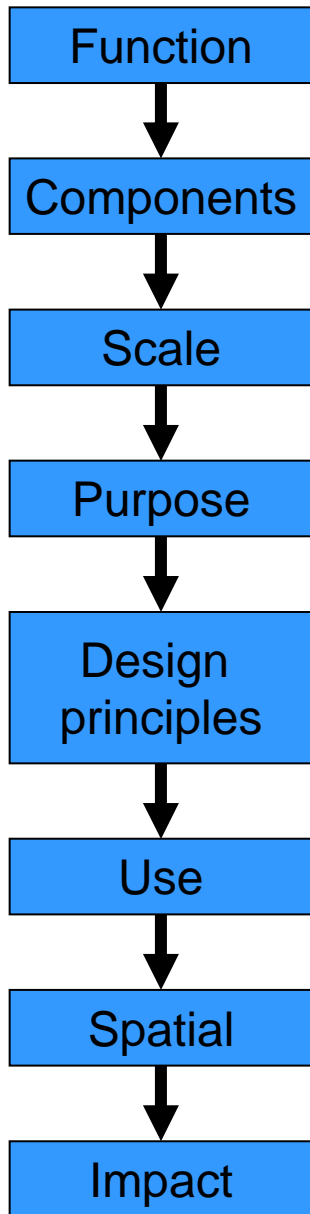 Function
Components
Scale
Purpose
Design
principles
Use
Spatial
Impact